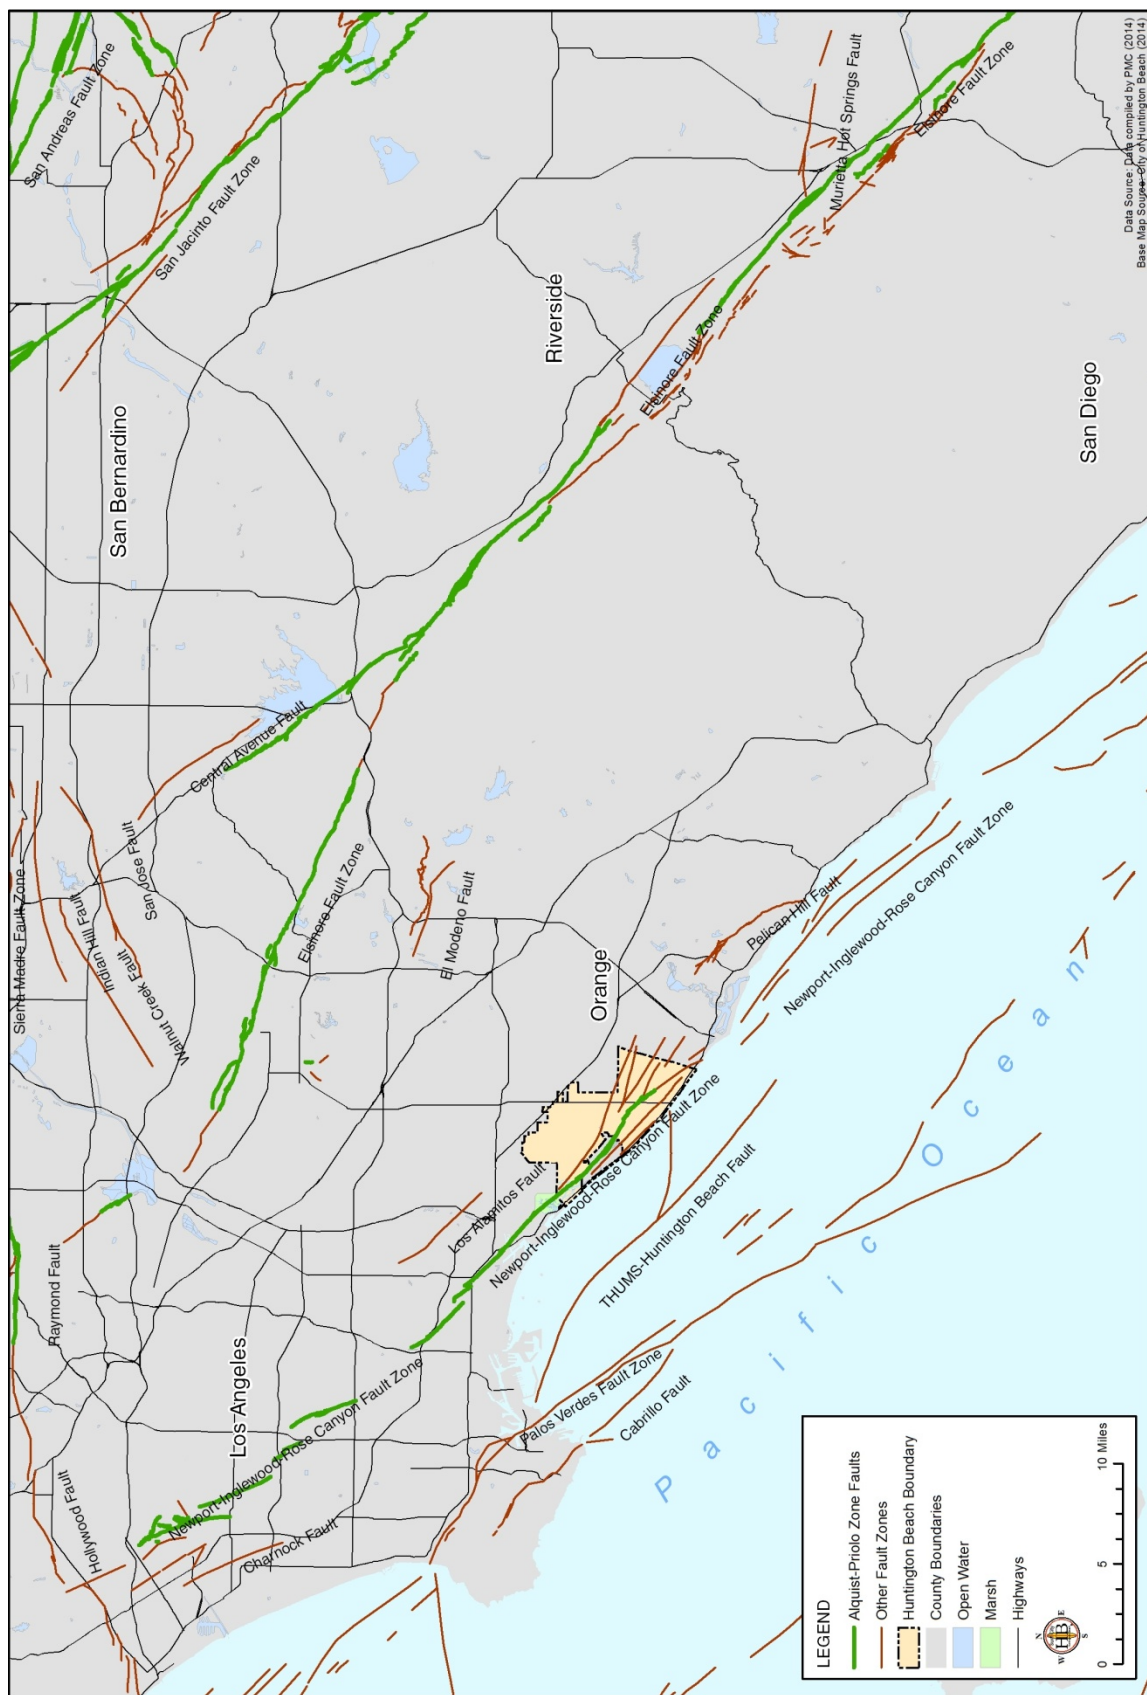 San Andreas Fault Zone
San Jacinto Fault Zone
San Bernardino
Riverside
Murietta Hot Springs Fault
Elsinore Fault Zone
Elsinore Fault Zone
San Diego
Sierra Madre Fault Zone
Indian Hill Fault
Walnut Creek Fault
San Jose Fault
Central Avenue Fault
Elsinore Fault Zone
El Modeno Fault
Orange
Pelican Hill Fault
Newport-Inglewood-Rose Canyon Fault Zone
Raymond Fault
Los Angeles
Hollywood Fault
Newport-Inglewood-Rose Canyon Fault Zone
Charnock Fault
Los Alamitos Fault
Newport-Inglewood-Rose Canyon Fault Zone
THUMS-Huntington Beach Fault
Palos Verdes Fault Zone
Cabrillo Fault
Pacific Ocean
LEGEND
Alquist-Priolo Zone Faults
Other Fault Zones
Huntington Beach Boundary
County Boundaries
Open Water
Marsh
Highways
N
W
E
S
HB
0
5
10 Miles
Data Source: Data compiled by PMC (2014)
Base Map Source: City of Huntington Beach (2014)